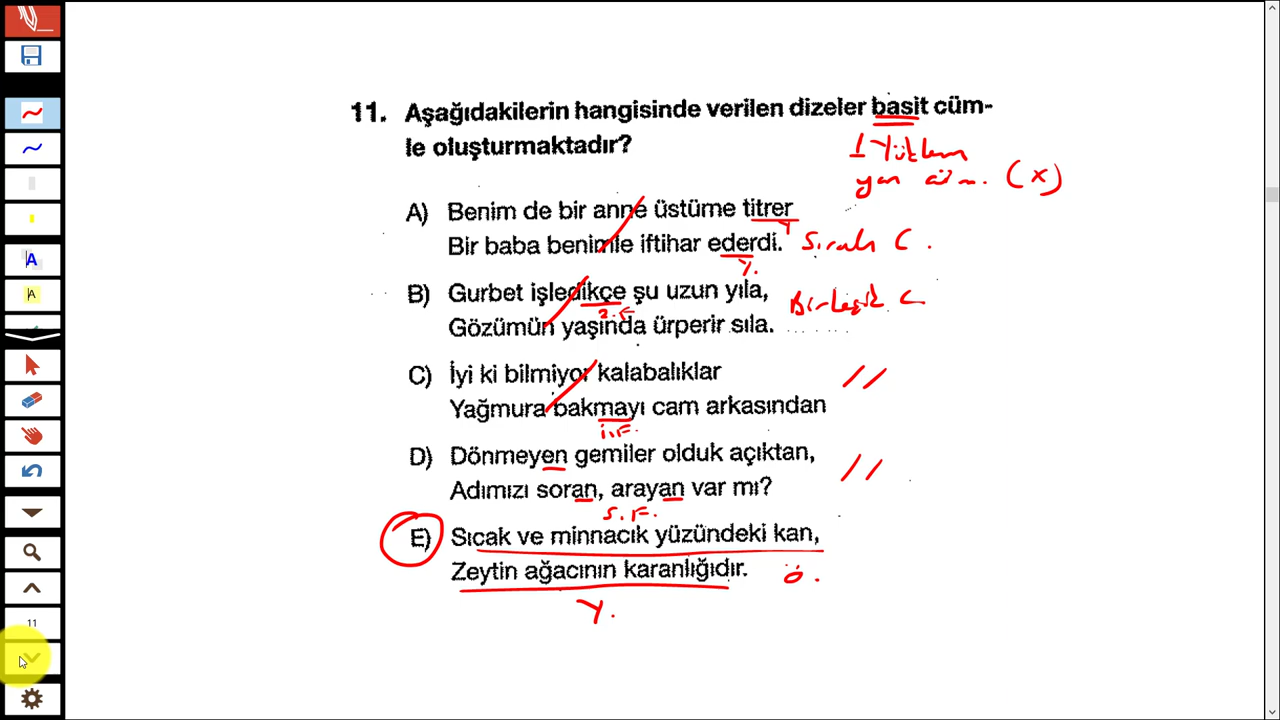 11. Aşağıdakilerin hangisinde verilen dizeler basit cüm-
le oluşturmaktadır?
1 Yüklem
yan cüm. (x)
A) Benim de bir anne üstüme titrer
Y
Bir baba benimle iftihar ederdi. Sıralı C.
Y.
B) Gurbet işledikçe şu uzun yıla, Birleşik C
Z.F
Gözümün yaşında ürperir sıla.
C) İyi ki bilmiyor kalabalıklar //
Yağmura bakmayı cam arkasından
i.F.
D) Dönmeyen gemiler olduk açıktan, //
Adımızı soran, arayan var mı?
S.F.
E) Sıcak ve minnacık yüzündeki kan,
Zeytin ağacının karanlığıdır. Ö.
Y.
A
A
11